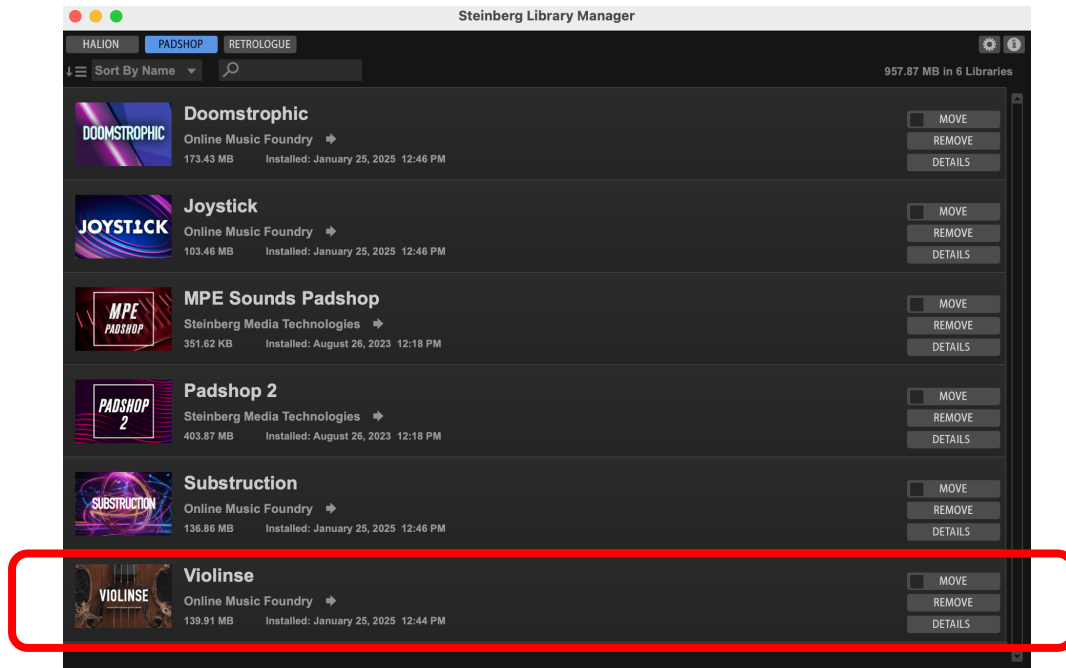 Steinberg Library Manager
HALION PADSHOP RETROLOGUE
Sort By Name
957.87 MB in 6 Libraries
DOOMSTROPHIC
Doomstrophic
Online Music Foundry
173.43 MB Installed: January 25, 2025 12:46 PM
MOVE
REMOVE
DETAILS
JOYSTICK
Joystick
Online Music Foundry
103.46 MB Installed: January 25, 2025 12:46 PM
MOVE
REMOVE
DETAILS
MPE
PADSHOP
MPE Sounds Padshop
Steinberg Media Technologies
351.62 KB Installed: August 26, 2023 12:18 PM
MOVE
REMOVE
DETAILS
PADSHOP
2
Padshop 2
Steinberg Media Technologies
403.87 MB Installed: August 26, 2023 12:18 PM
MOVE
REMOVE
DETAILS
SUBSTRUCTION
Substruction
Online Music Foundry
136.86 MB Installed: January 25, 2025 12:46 PM
MOVE
REMOVE
DETAILS
VIOLINSE
Violinse
Online Music Foundry
139.91 MB Installed: January 25, 2025 12:44 PM
MOVE
REMOVE
DETAILS